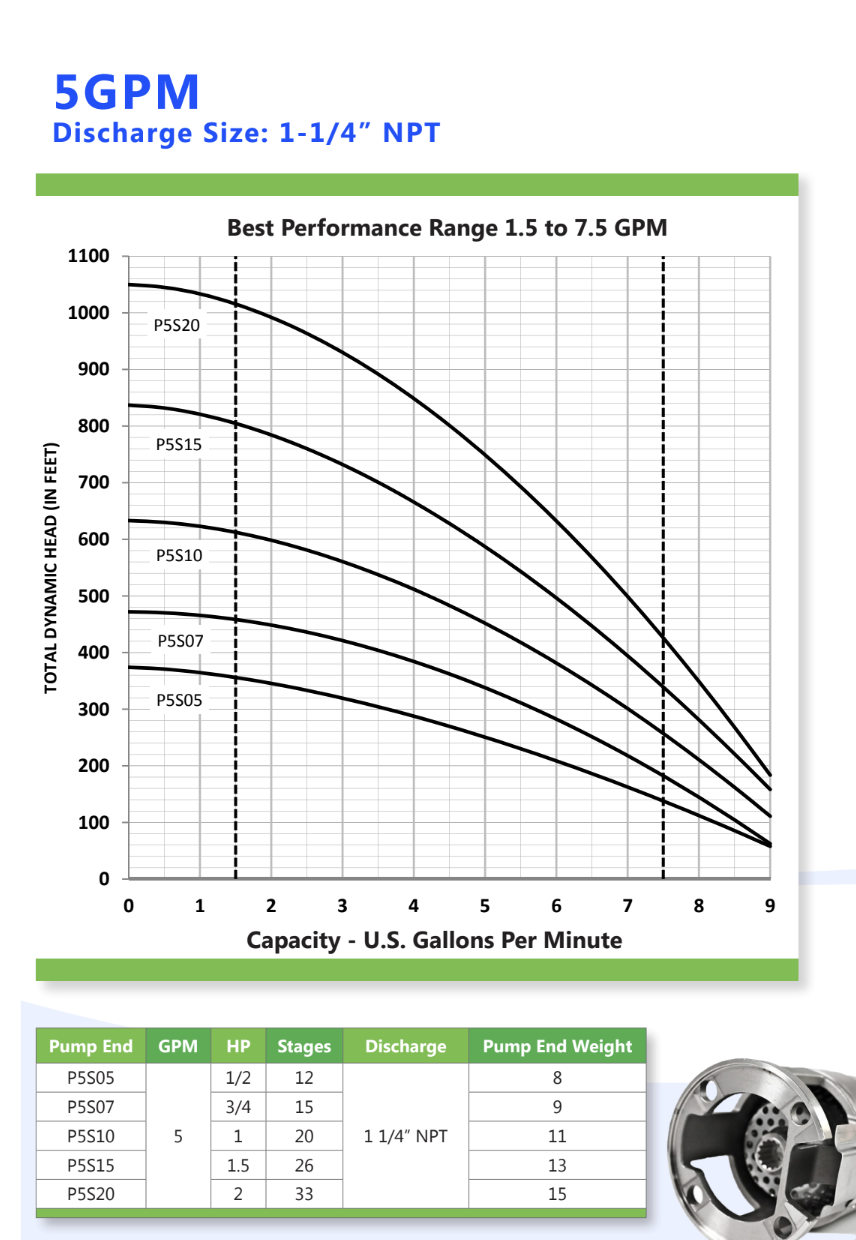 5GPM
Discharge Size: 1-1/4” NPT
Best Performance Range 1.5 to 7.5 GPM
1100
1000
900
800
700
600
500
400
300
200
100
0
TOTAL DYNAMIC HEAD (IN FEET)
P5S20
P5S15
P5S10
P5S07
P5S05
0 1 2 3 4 5 6 7 8 9
Capacity - U.S. Gallons Per Minute
Pump End GPM HP Stages Discharge Pump End Weight
P5S05 1/2 12 8
P5S07 3/4 15 9
P5S10 5 1 20 1 1/4” NPT 11
P5S15 1.5 26 13
P5S20 2 33 15